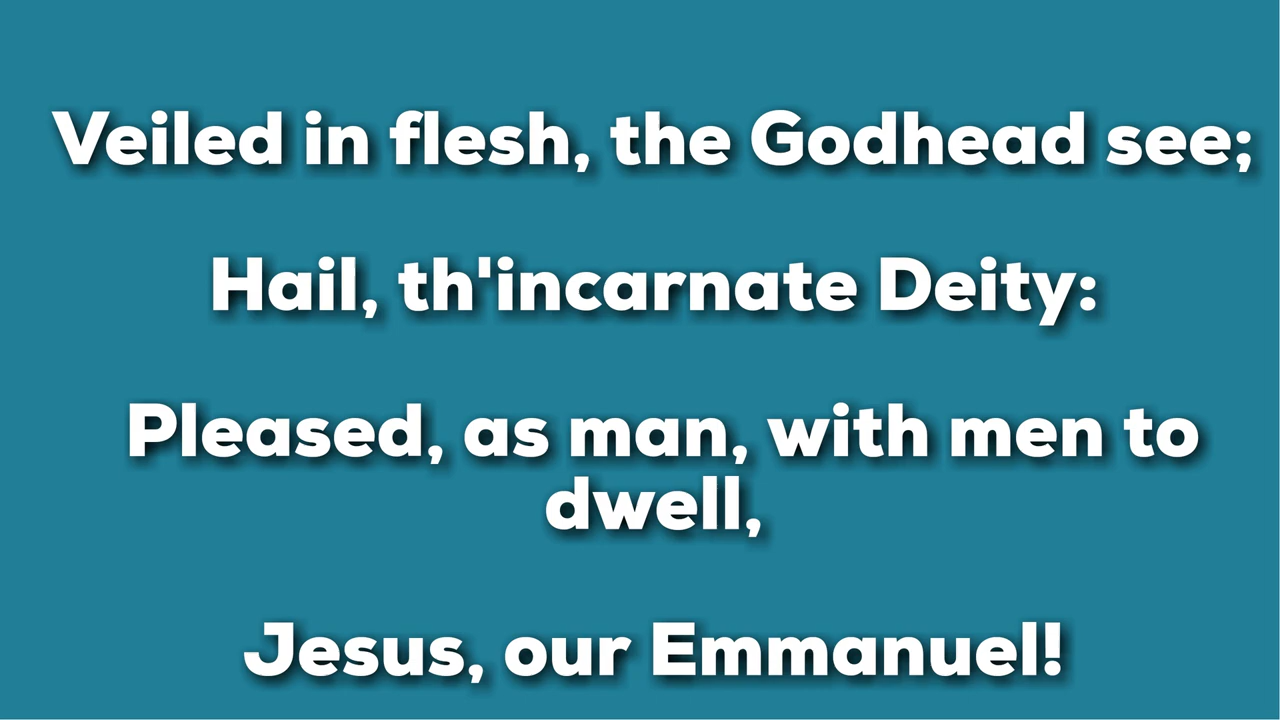 Veiled in flesh, the Godhead see;
Hail, th'incarnate Deity:
Pleased, as man, with men to
dwell,
Jesus, our Emmanuel!